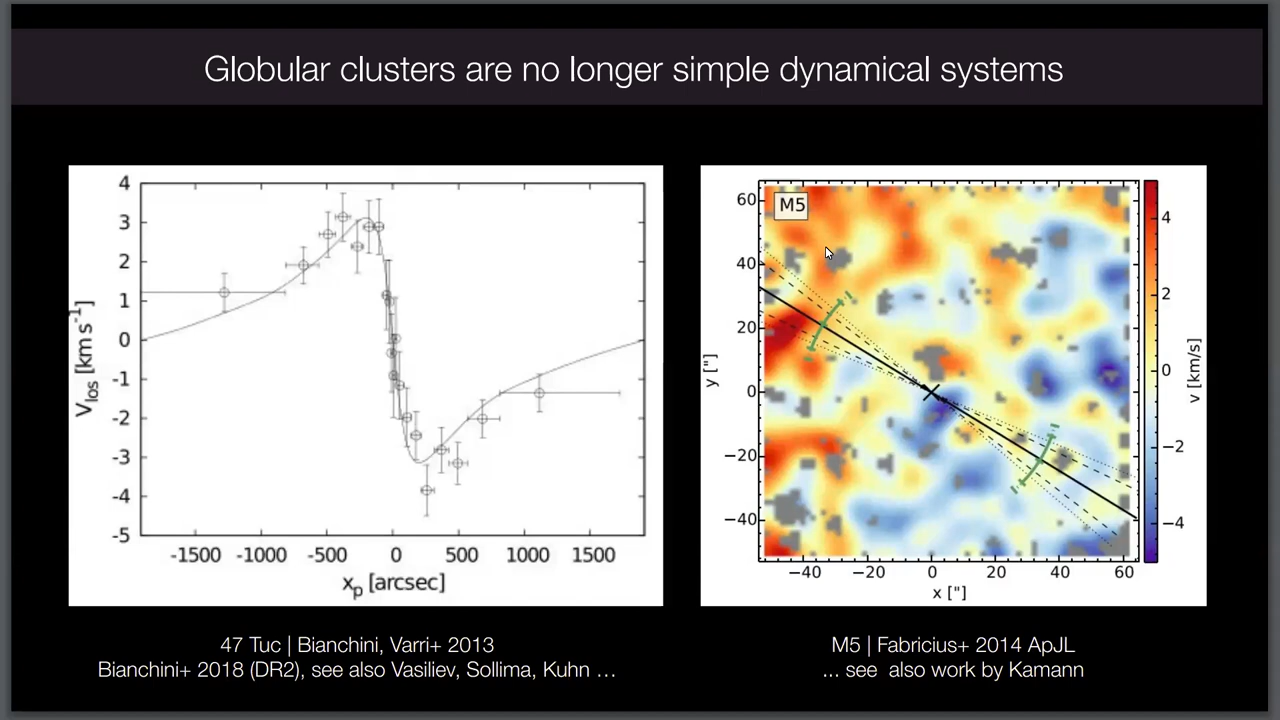 Globular clusters are no longer simple dynamical systems
4
3
2
1
0
-1
-2
-3
-4
-5
V_los [km s^-1]
-1500 -1000 -500 0 500 1000 1500
x_p [arcsec]
M5
60
40
20
0
−20
−40
y ["]
−40 −20 0 20 40 60
x ["]
4
2
0
−2
−4
v [km/s]
47 Tuc | Bianchini, Varri+ 2013
Bianchini+ 2018 (DR2), see also Vasiliev, Sollima, Kuhn …
M5 | Fabricius+ 2014 ApJL
... see also work by Kamann